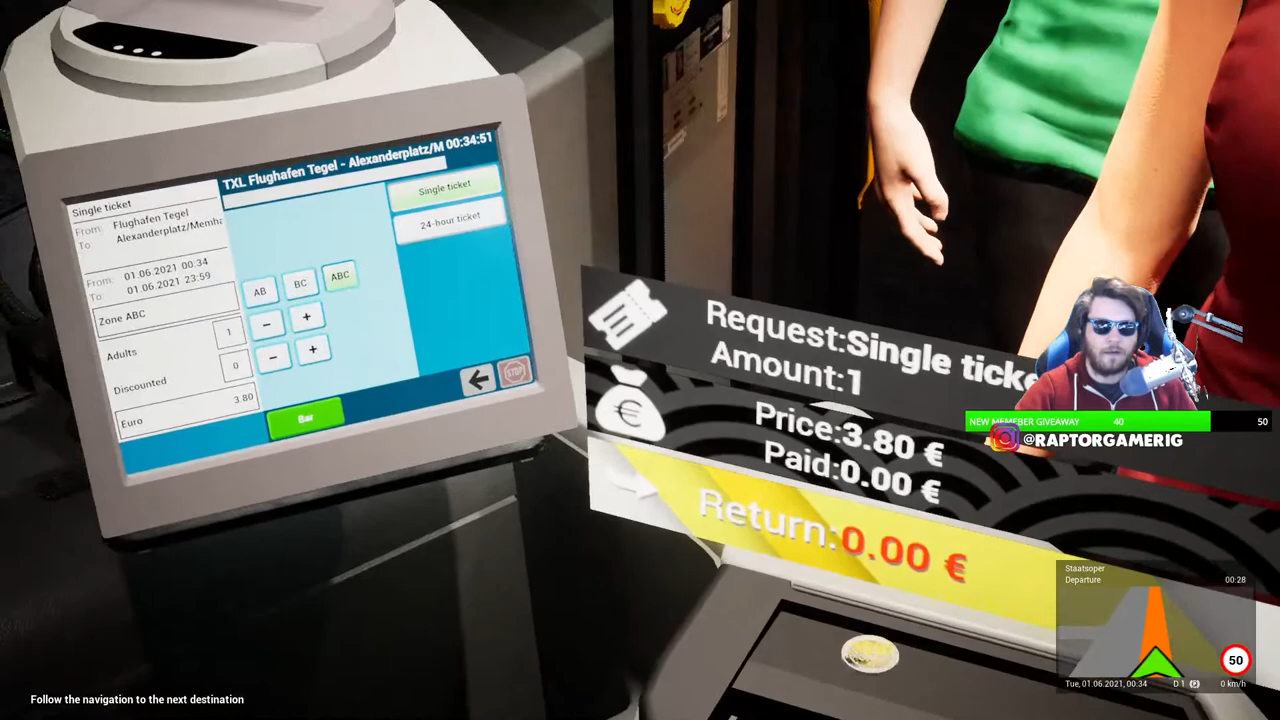 TXL Flughafen Tegel - Alexanderplatz/M 00:34:51
Single ticket
From: Flughafen Tegel
To: Alexanderplatz/Memha
From: 01.06.2021 00:34
To: 01.06.2021 23:59
Zone ABC
Adults 1
Discounted 0
Euro 3.80
AB BC ABC
- +
- +
Single ticket
24-hour ticket
Bar
STOP
Request:Single ticke
Amount:1
Price:3.80 €
Paid:0.00 €
Return:0.00 €
NEW MEMEBER GIVEAWAY 40 50
@RAPTORGAMERIG
Staatsoper
Departure 00:28
50
Tue, 01.06.2021, 00:34 D 1 (P) 0 km/h
Follow the navigation to the next destination